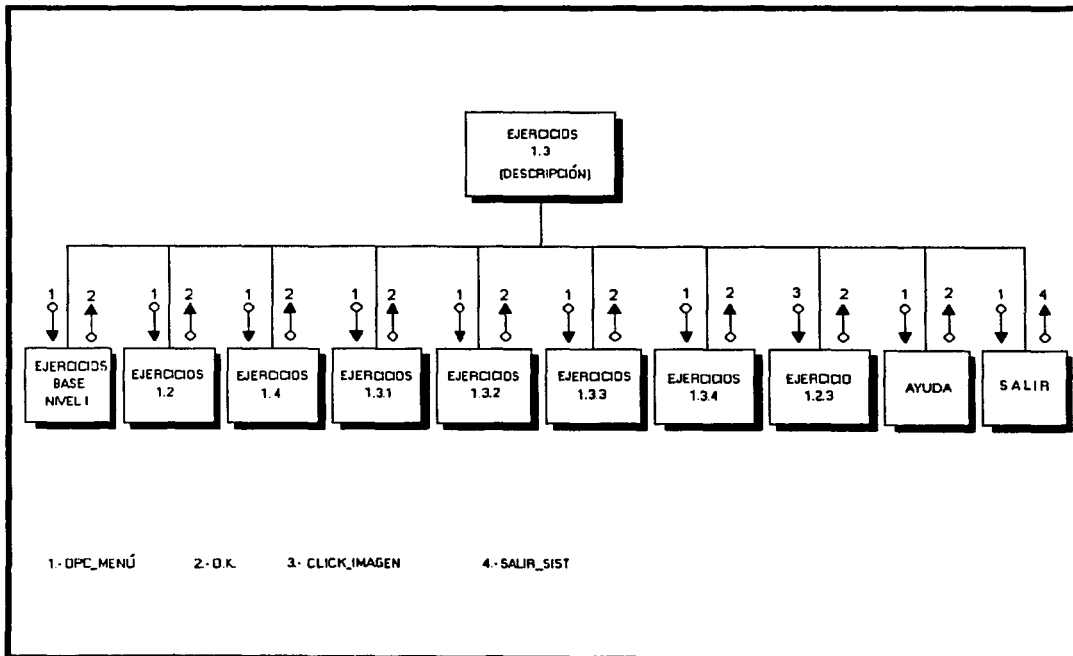 EJERCICIOS
1.3
(DESCRIPCIÓN)
1 2 1 2 1 2 1 2 1 2 1 2 1 2 3 2 1 2 1 4
EJERCICIOS
BASE
NIVEL I
EJERCICIOS
1.2
EJERCICIOS
1.4
EJERCICIOS
1.3.1
EJERCICIOS
1.3.2
EJERCICIOS
1.3.3
EJERCICIOS
1.3.4
EJERCICIO
1.2.3
AYUDA
SALIR
1.- OPC_MENÚ 2.- O.K. 3.- CLICK_IMAGEN 4.- SALIR_SIST